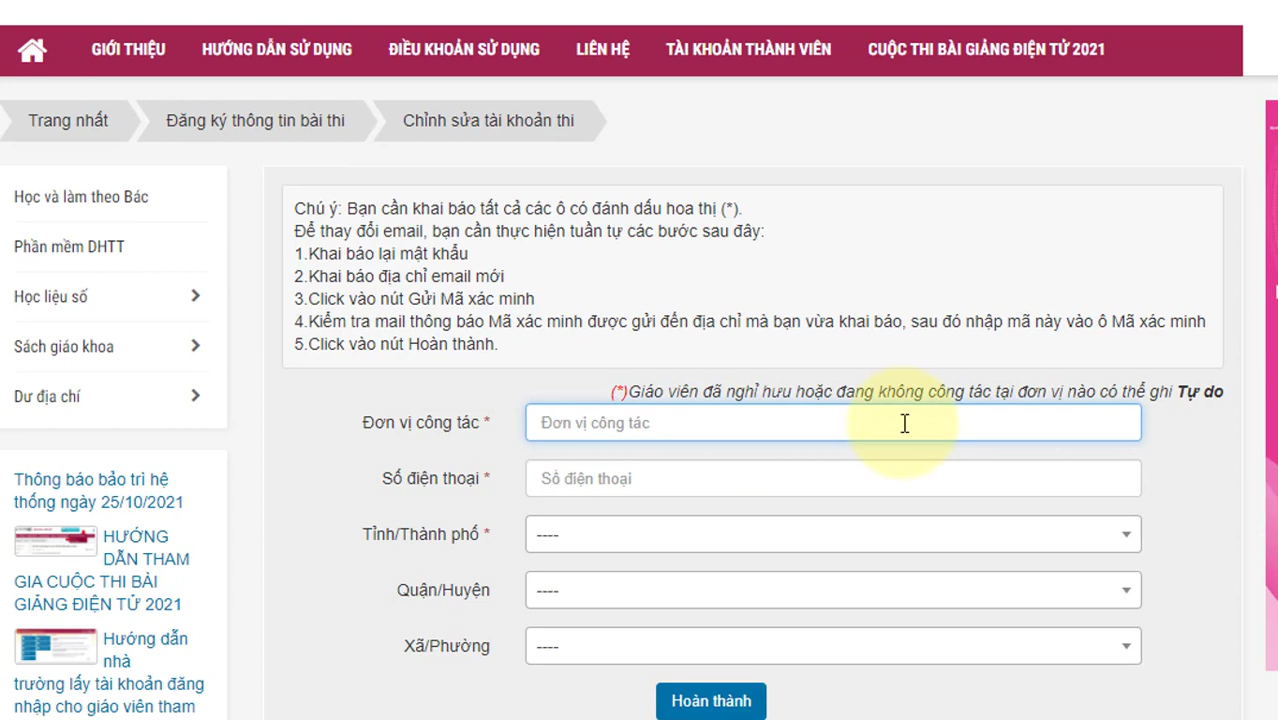 GIỚI THIỆU HƯỚNG DẪN SỬ DỤNG ĐIỀU KHOẢN SỬ DỤNG LIÊN HỆ TÀI KHOẢN THÀNH VIÊN CUỘC THI BÀI GIẢNG ĐIỆN TỬ 2021
Trang nhất Đăng ký thông tin bài thi Chỉnh sửa tài khoản thi
Học và làm theo Bác
Phần mềm DHTT
Học liệu số
Sách giáo khoa
Dư địa chí
Thông báo bảo trì hệ
thống ngày 25/10/2021
HƯỚNG
DẪN THAM
GIA CUỘC THI BÀI
GIẢNG ĐIỆN TỬ 2021
Hướng dẫn
nhà
trường lấy tài khoản đăng
nhập cho giáo viên tham
Chú ý: Bạn cần khai báo tất cả các ô có đánh dấu hoa thị (*).
Để thay đổi email, bạn cần thực hiện tuần tự các bước sau đây:
1.Khai báo lại mật khẩu
2.Khai báo địa chỉ email mới
3.Click vào nút Gửi Mã xác minh
4.Kiểm tra mail thông báo Mã xác minh được gửi đến địa chỉ mà bạn vừa khai báo, sau đó nhập mã này vào ô Mã xác minh
5.Click vào nút Hoàn thành.
(*)Giáo viên đã nghỉ hưu hoặc đang không công tác tại đơn vị nào có thể ghi Tự do
Đơn vị công tác * Đơn vị công tác
Số điện thoại * Số điện thoại
Tỉnh/Thành phố * ----
Quận/Huyện ----
Xã/Phường ----
Hoàn thành